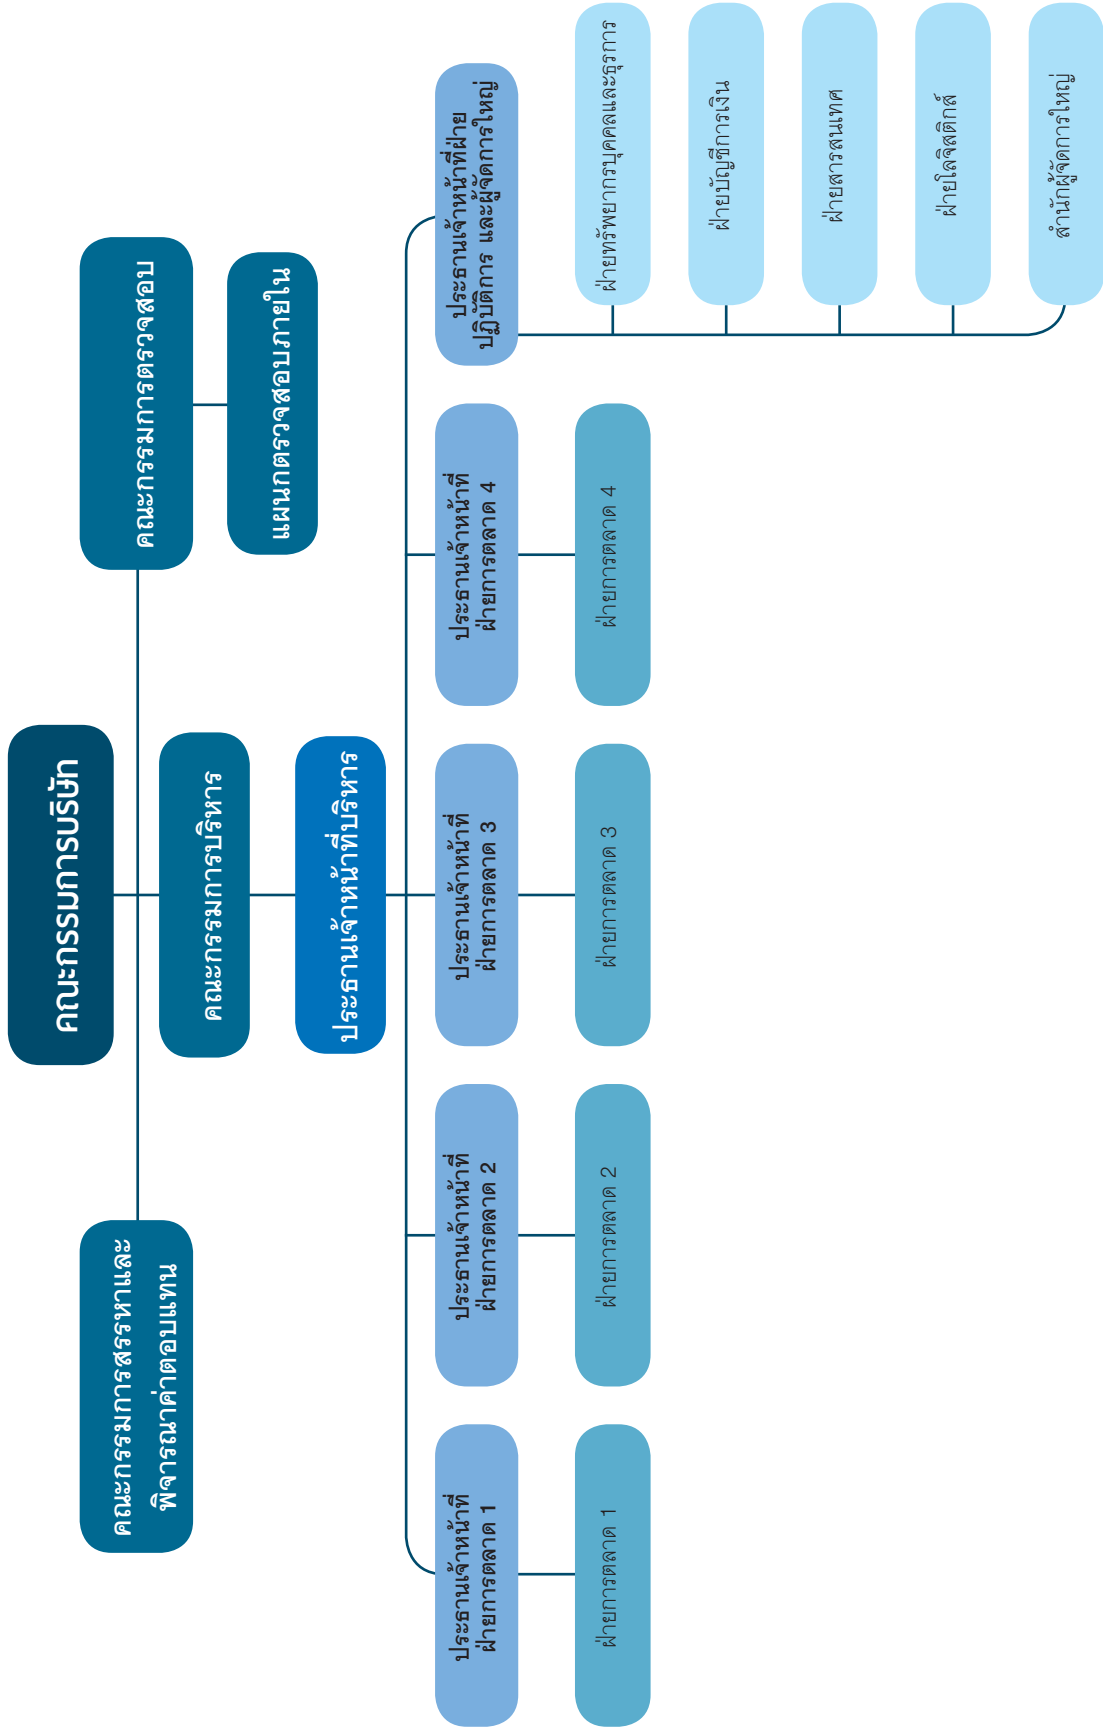 คณะกรรมการบริษัท
คณะกรรมการสรรหาและ
พิจารณาค่าตอบแทน
คณะกรรมการบริหาร
คณะกรรมการตรวจสอบ
แผนกตรวจสอบภายใน
ประธานเจ้าหน้าที่บริหาร
ประธานเจ้าหน้าที่
ฝ่ายการตลาด 1
ประธานเจ้าหน้าที่
ฝ่ายการตลาด 2
ประธานเจ้าหน้าที่
ฝ่ายการตลาด 3
ประธานเจ้าหน้าที่
ฝ่ายการตลาด 4
ประธานเจ้าหน้าที่ฝ่าย
ปฏิบัติการ และผู้จัดการใหญ่
ฝ่ายการตลาด 1
ฝ่ายการตลาด 2
ฝ่ายการตลาด 3
ฝ่ายการตลาด 4
ฝ่ายทรัพยากรบุคคลและธุรการ
ฝ่ายบัญชีการเงิน
ฝ่ายสารสนเทศ
ฝ่ายโลจิสติกส์
สำนักผู้จัดการใหญ่